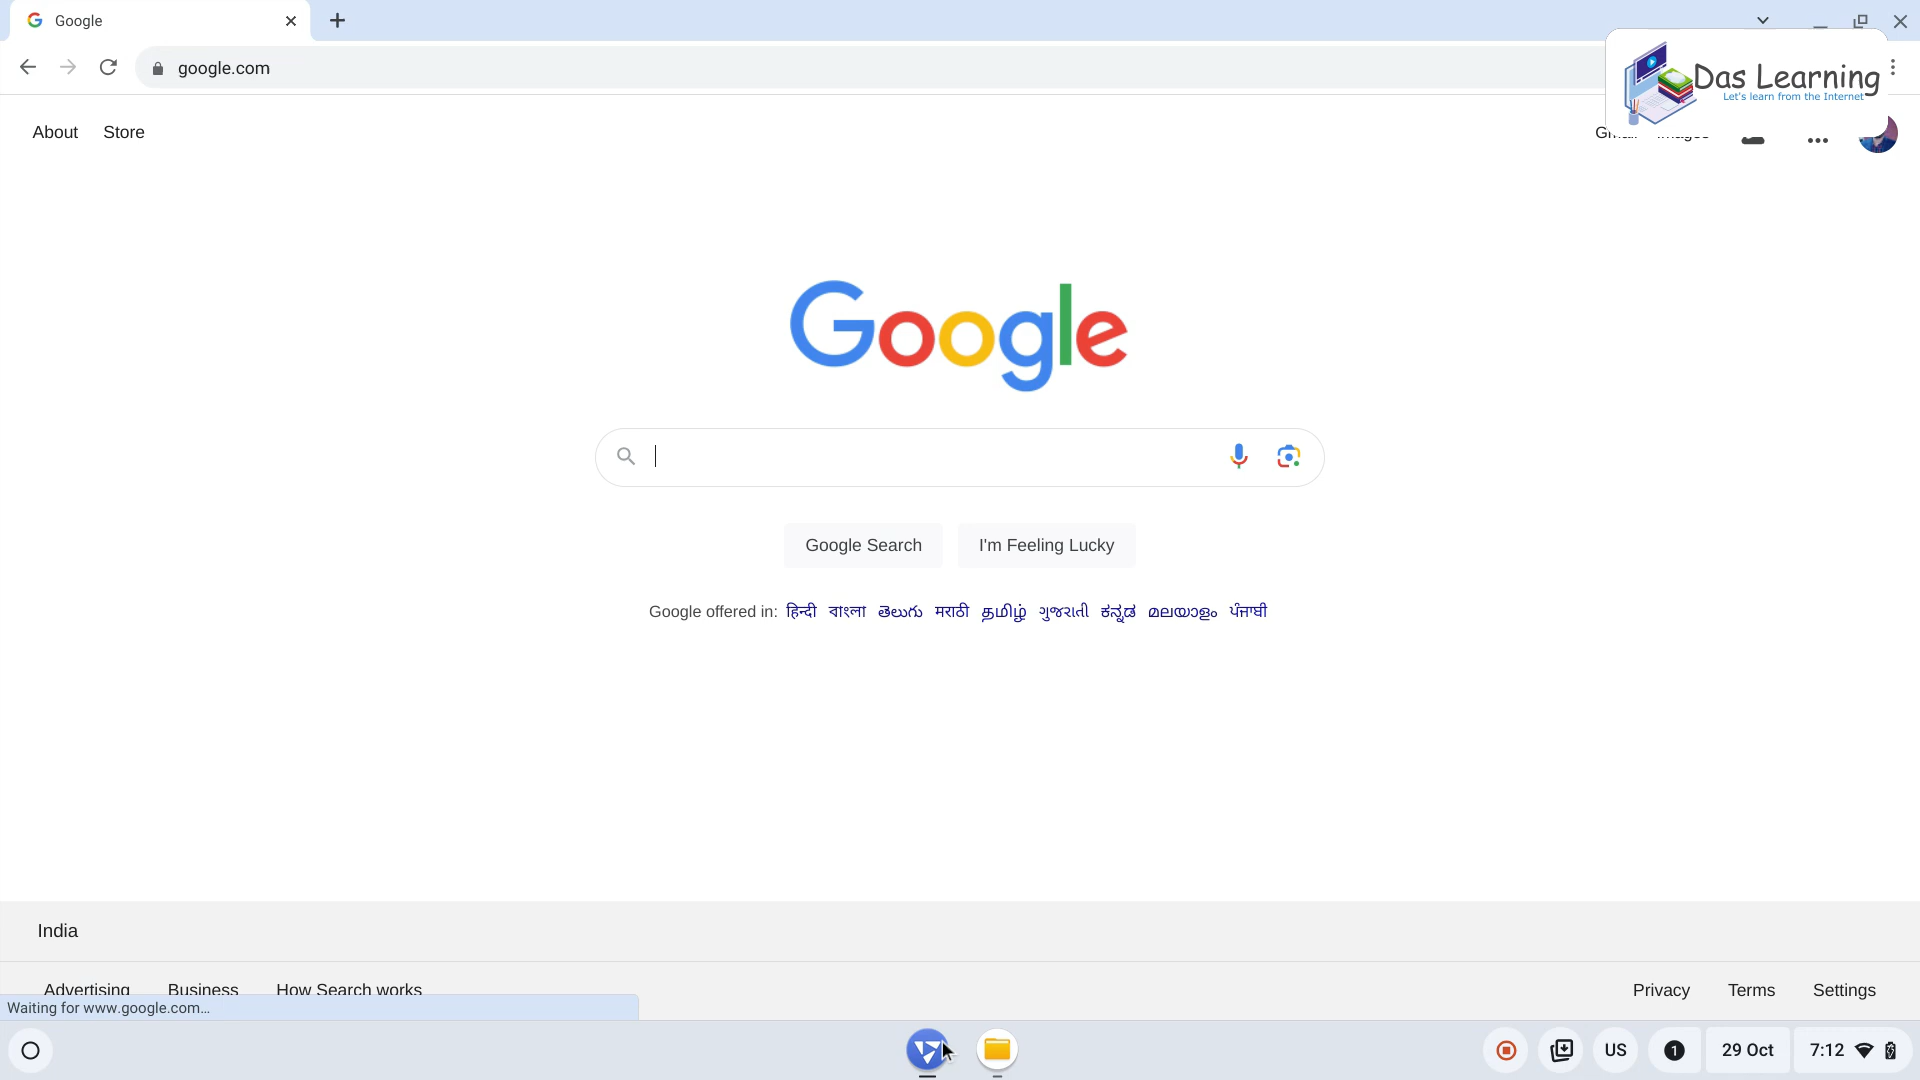 Google
google.com
Das Learning
Let's learn from the Internet
About Store
Google
Google Search I'm Feeling Lucky
Google offered in: हिन्दी বাংলা తెలుగు मराठी தமிழ் ગુજરાતી ಕನ್ನಡ മലയാളം ਪੰਜਾਬੀ
India
Advertising Business How Search works Privacy Terms Settings
Waiting for www.google.com...
US 1 29 Oct 7:12